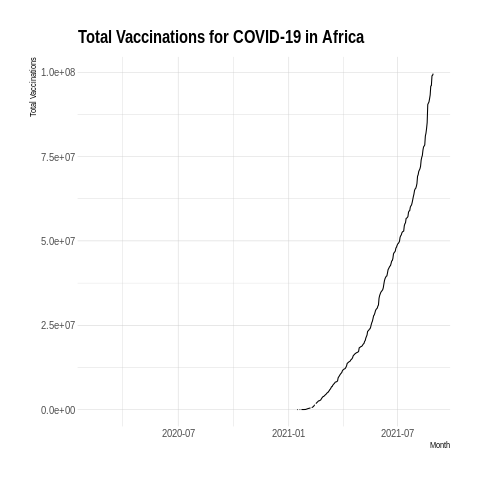 Total Vaccinations for COVID-19 in Africa
Total Vaccinations
1.0e+08
7.5e+07
5.0e+07
2.5e+07
0.0e+00
2020-07 2021-01 2021-07
Month